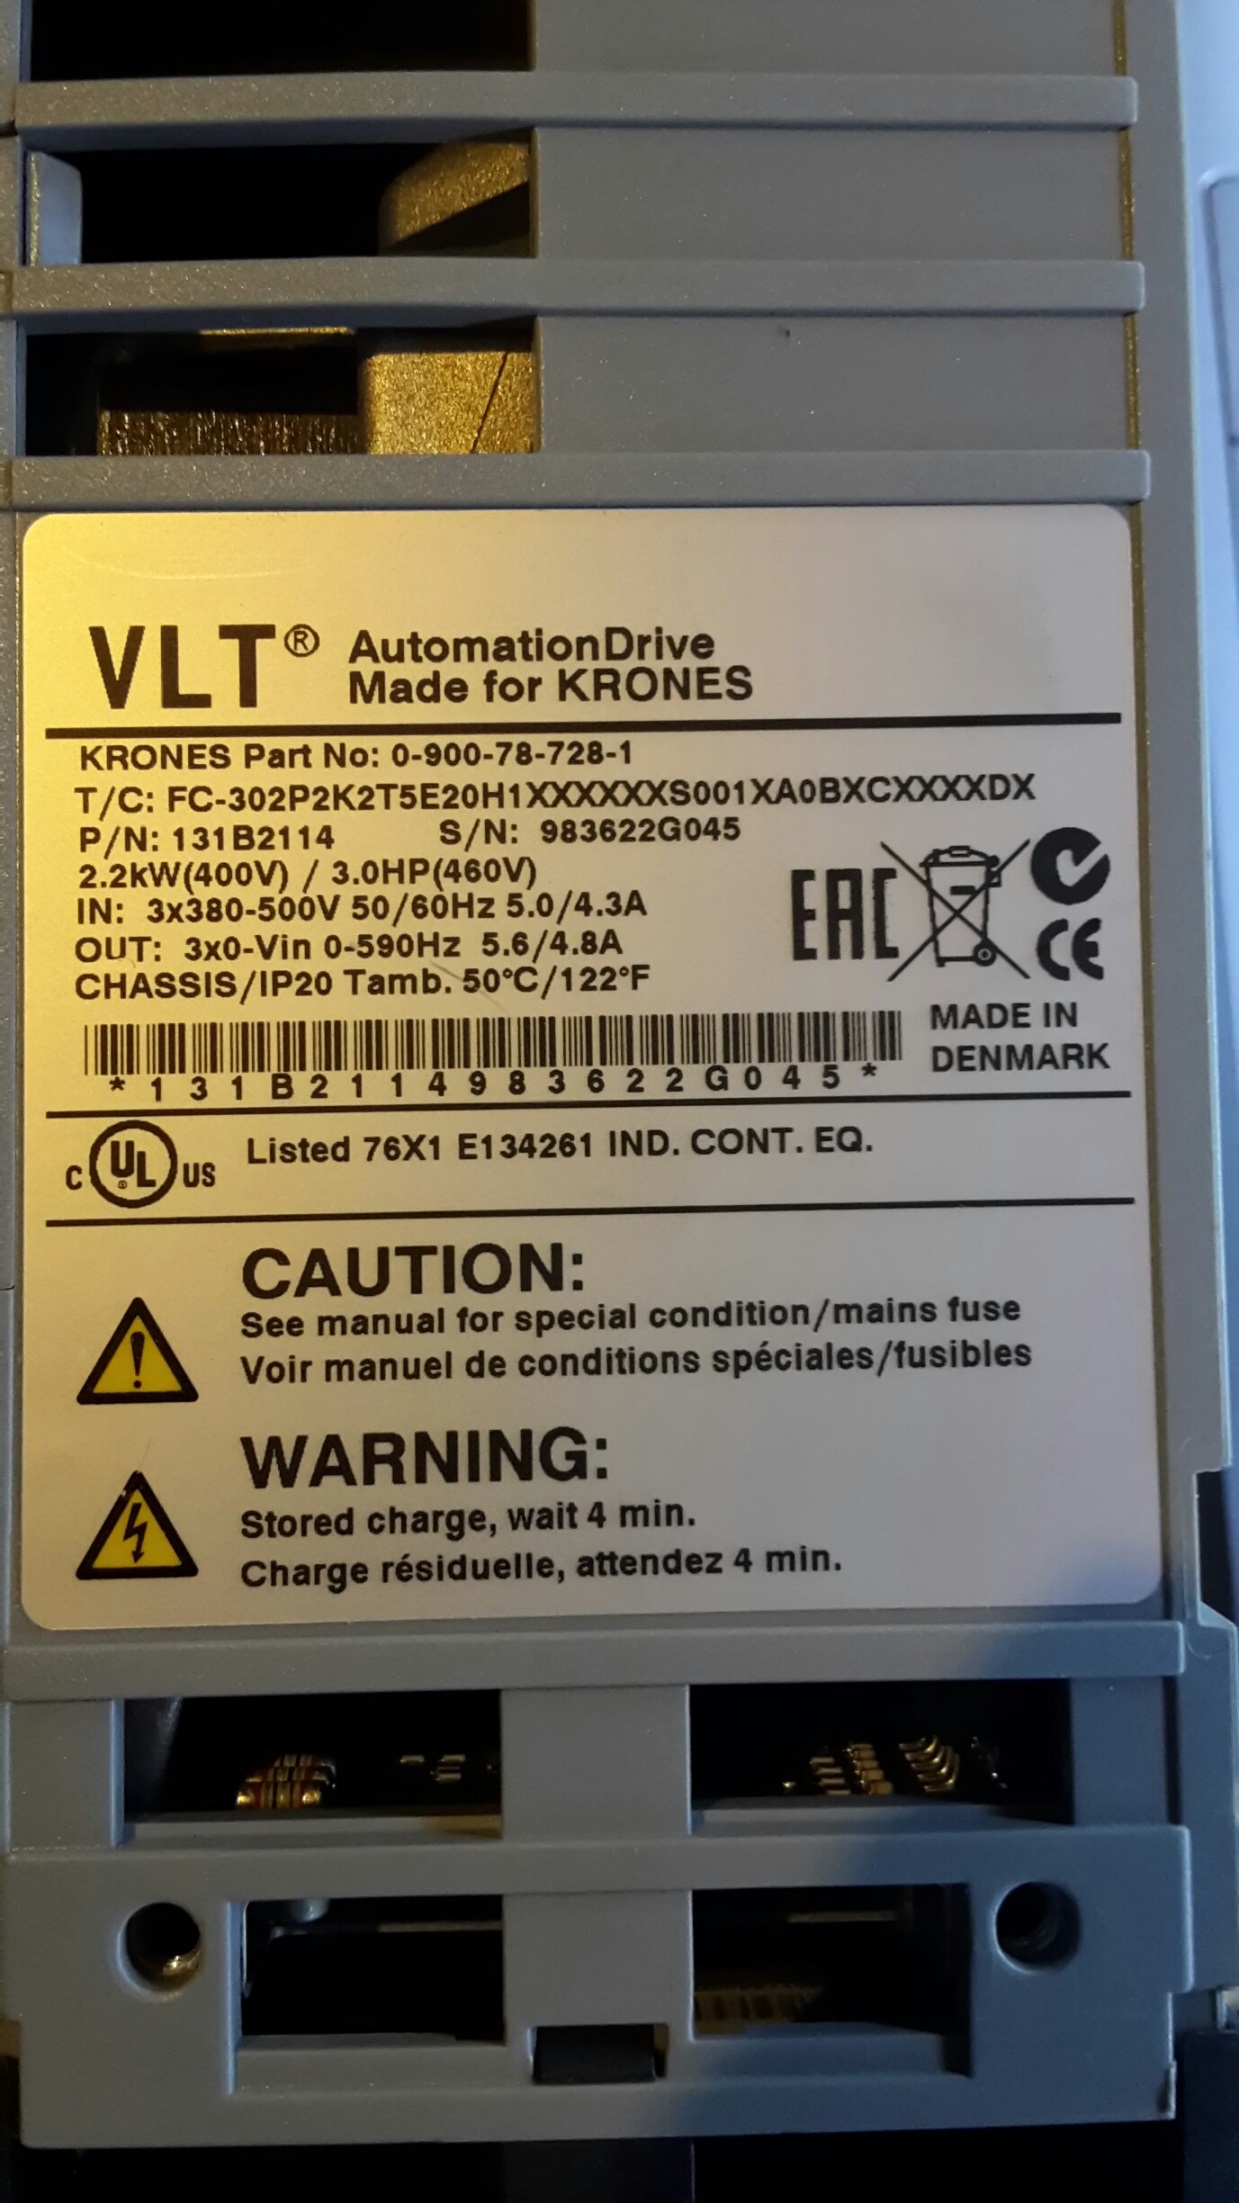 VLT® AutomationDrive
Made for KRONES
KRONES Part No: 0-900-78-728-1
T/C: FC-302P2K2T5E20H1XXXXXXS001XA0BXCXXXXDX
P/N: 131B2114 S/N: 983622G045
2.2kW(400V) / 3.0HP(460V)
IN: 3x380-500V 50/60Hz 5.0/4.3A
OUT: 3x0-Vin 0-590Hz 5.6/4.8A
CHASSIS/IP20 Tamb. 50°C/122°F
EAC CE
MADE IN
DENMARK
*131B2114983622G045*
C UL® US Listed 76X1 E134261 IND. CONT. EQ.
CAUTION:
See manual for special condition/mains fuse
Voir manuel de conditions spéciales/fusibles
WARNING:
Stored charge, wait 4 min.
Charge résiduelle, attendez 4 min.